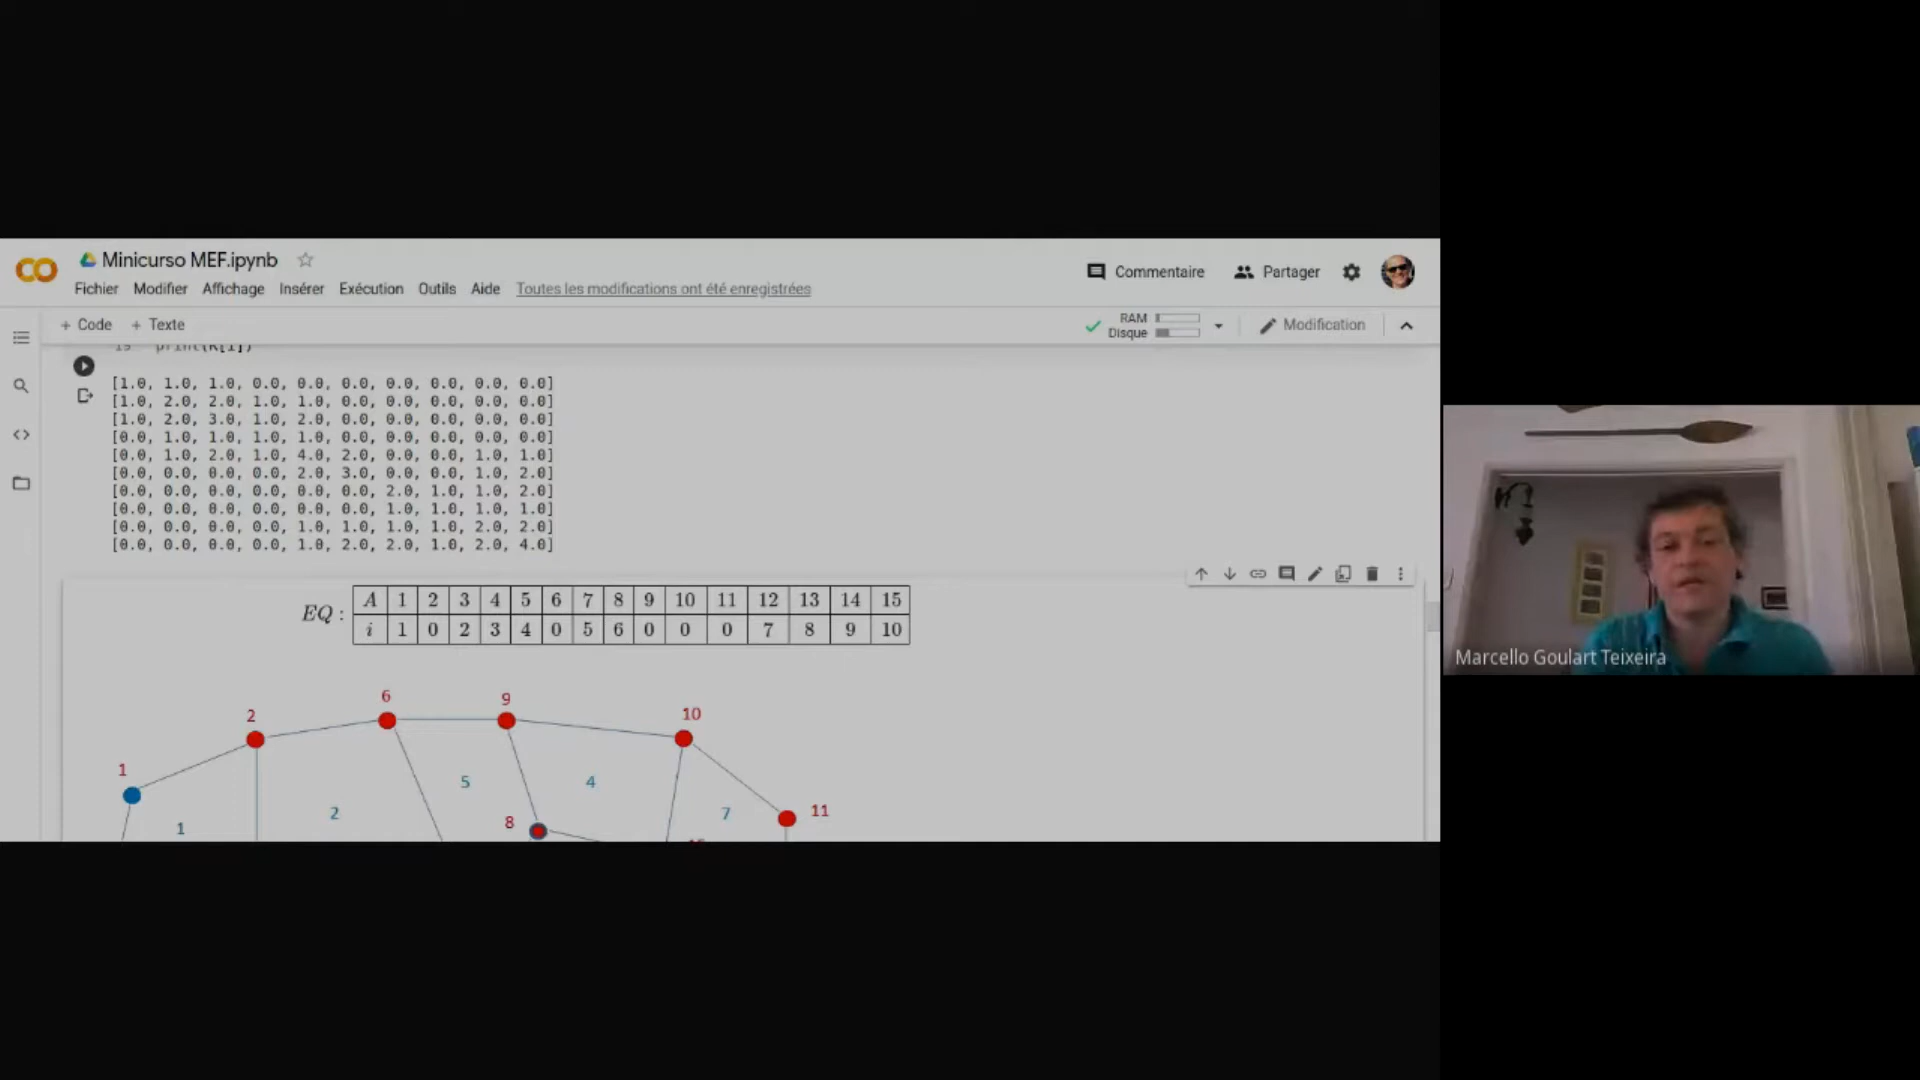 Minicurso MEF.ipynb
Commentaire Partager
Fichier Modifier Affichage Insérer Exécution Outils Aide Toutes les modifications ont été enregistrées
+ Code + Texte
RAM
Disque
Modification
[1.0, 1.0, 1.0, 0.0, 0.0, 0.0, 0.0, 0.0, 0.0, 0.0]
[1.0, 2.0, 2.0, 1.0, 1.0, 0.0, 0.0, 0.0, 0.0, 0.0]
[1.0, 2.0, 3.0, 1.0, 2.0, 0.0, 0.0, 0.0, 0.0, 0.0]
[0.0, 1.0, 1.0, 1.0, 1.0, 0.0, 0.0, 0.0, 0.0, 0.0]
[0.0, 1.0, 2.0, 1.0, 4.0, 2.0, 0.0, 0.0, 1.0, 1.0]
[0.0, 0.0, 0.0, 0.0, 2.0, 3.0, 0.0, 0.0, 1.0, 2.0]
[0.0, 0.0, 0.0, 0.0, 0.0, 0.0, 2.0, 1.0, 1.0, 2.0]
[0.0, 0.0, 0.0, 0.0, 0.0, 0.0, 1.0, 1.0, 1.0, 1.0]
[0.0, 0.0, 0.0, 0.0, 1.0, 1.0, 1.0, 1.0, 2.0, 2.0]
[0.0, 0.0, 0.0, 0.0, 1.0, 2.0, 2.0, 1.0, 2.0, 4.0]
EQ :
A 1 2 3 4 5 6 7 8 9 10 11 12 13 14 15
i 1 0 2 3 4 0 5 6 0 0 0 7 8 9 10
6 9
2 10
1
5 4
2 7 11
1 8
Marcello Goulart Teixeira